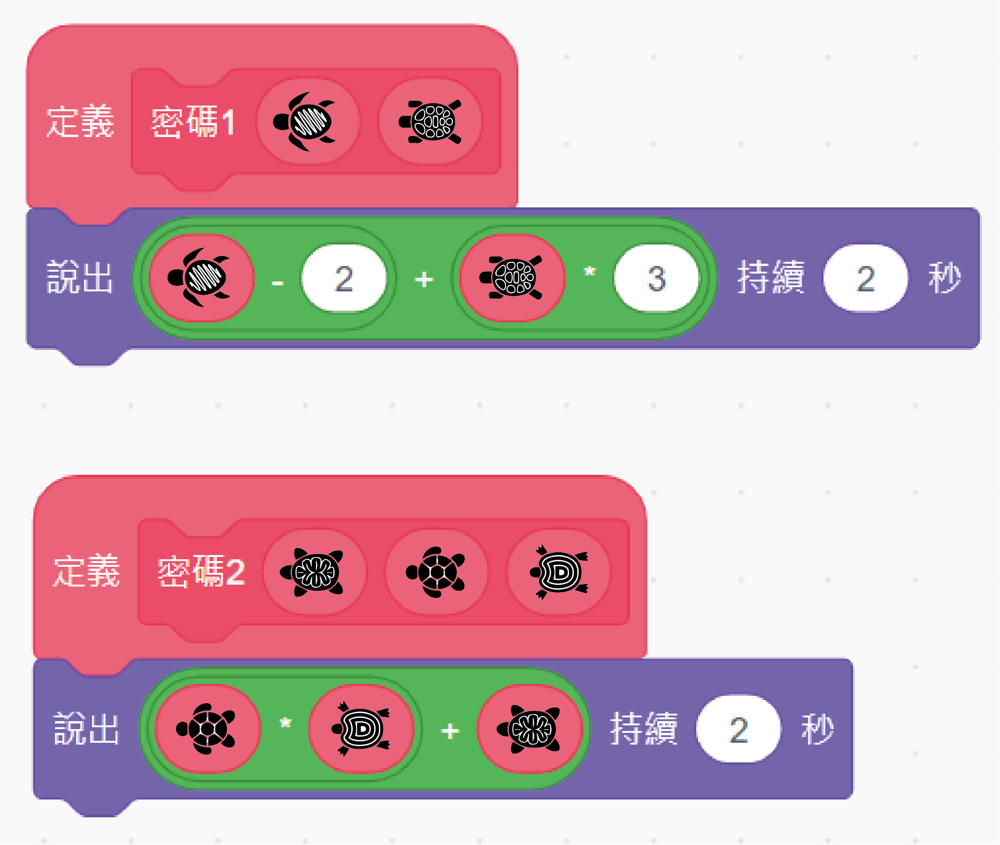 定義 密碼1
說出 - 2 + * 3 持續 2 秒
定義 密碼2
說出 * + 持續 2 秒